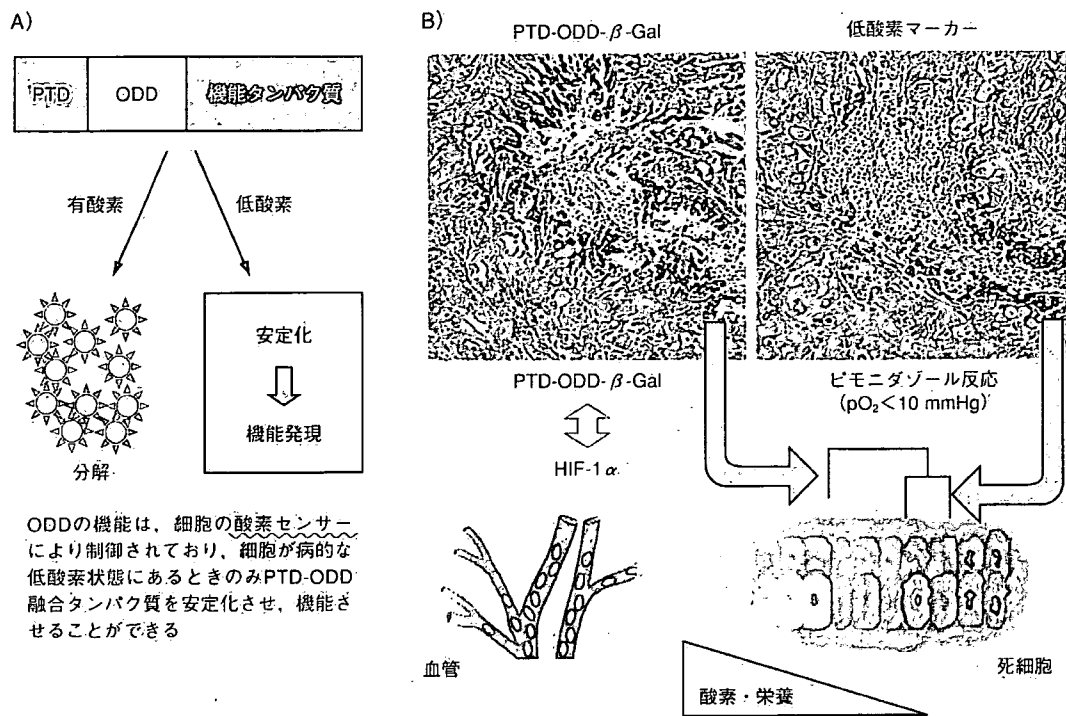 A)
PTD
ODD
機能タンパク質
有酸素
低酸素
分解
安定化
機能発現
ODDの機能は，細胞の酸素センサー
により制御されており，細胞が病的な
低酸素状態にあるときのみPTD-ODD
融合タンパク質を安定化させ，機能さ
せることができる
B)
PTD-ODD-β-Gal
低酸素マーカー
PTD-ODD-β-Gal
ピモニダゾール反応
(pO₂＜10 mmHg)
HIF-1α
血管
死細胞
酸素・栄養